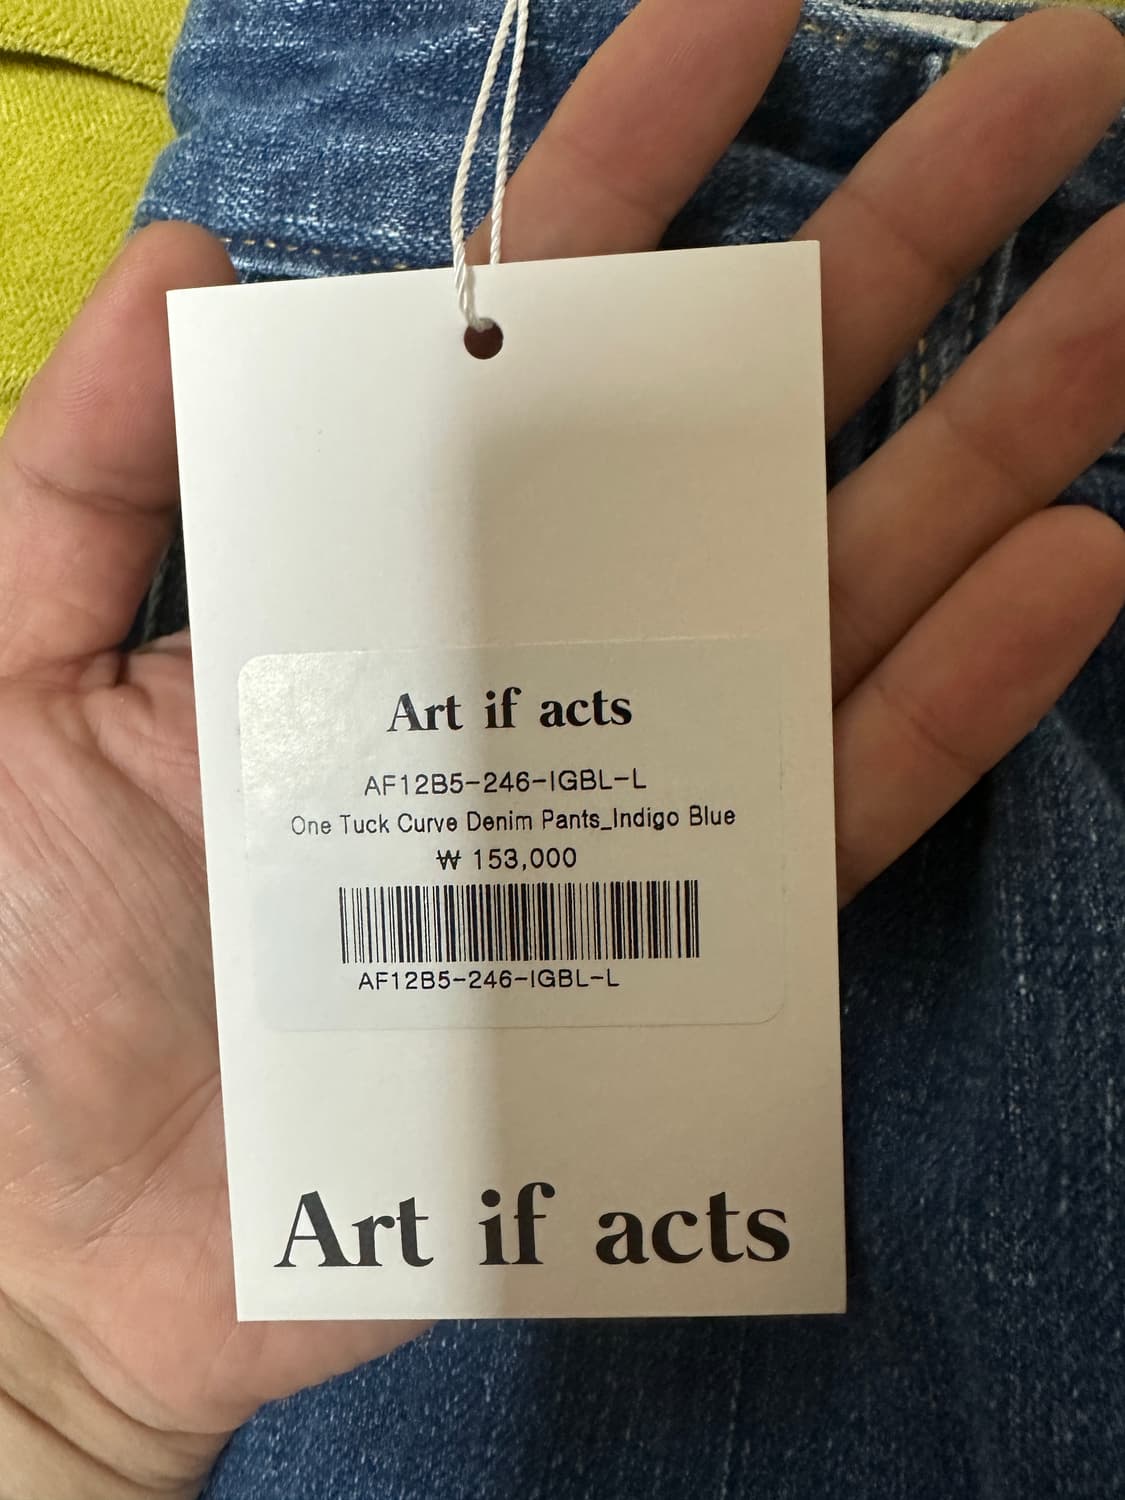 Art if acts
AF12B5-246-IGBL-L
One Tuck Curve Denim Pants_Indigo Blue
₩ 153,000
AF12B5-246-IGBL-L
Art if acts